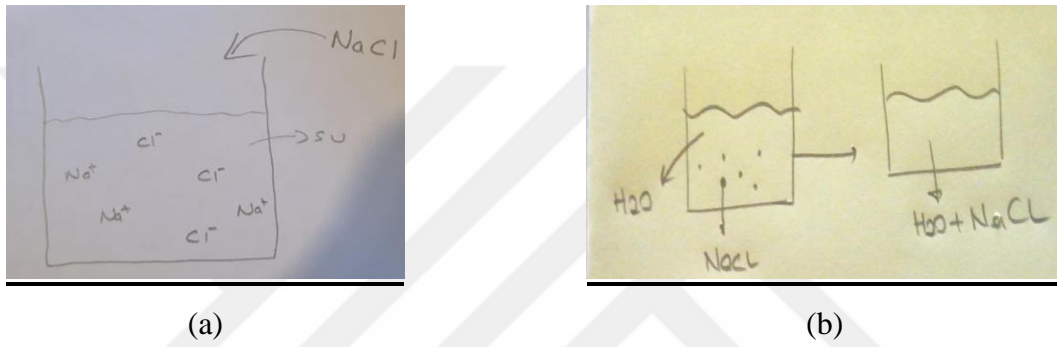 NaCl
Cl⁻
su
Na⁺
Cl⁻
Na⁺
Na⁺
Cl⁻
(a)
H2O
NaCL
H2O+NaCL
(b)